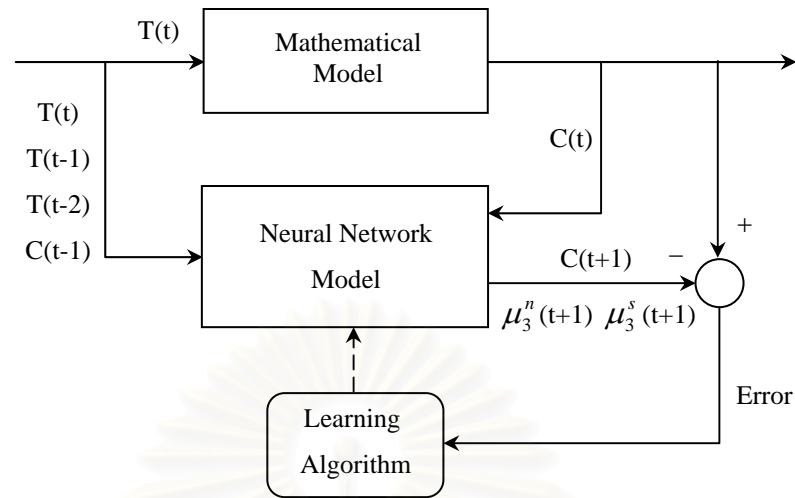 T(t)
Mathematical
Model
T(t)
T(t-1)
T(t-2)
C(t-1)
C(t)
Neural Network
Model
+
−
C(t+1)
μ₃ⁿ(t+1) μ₃ˢ(t+1)
Error
Learning
Algorithm